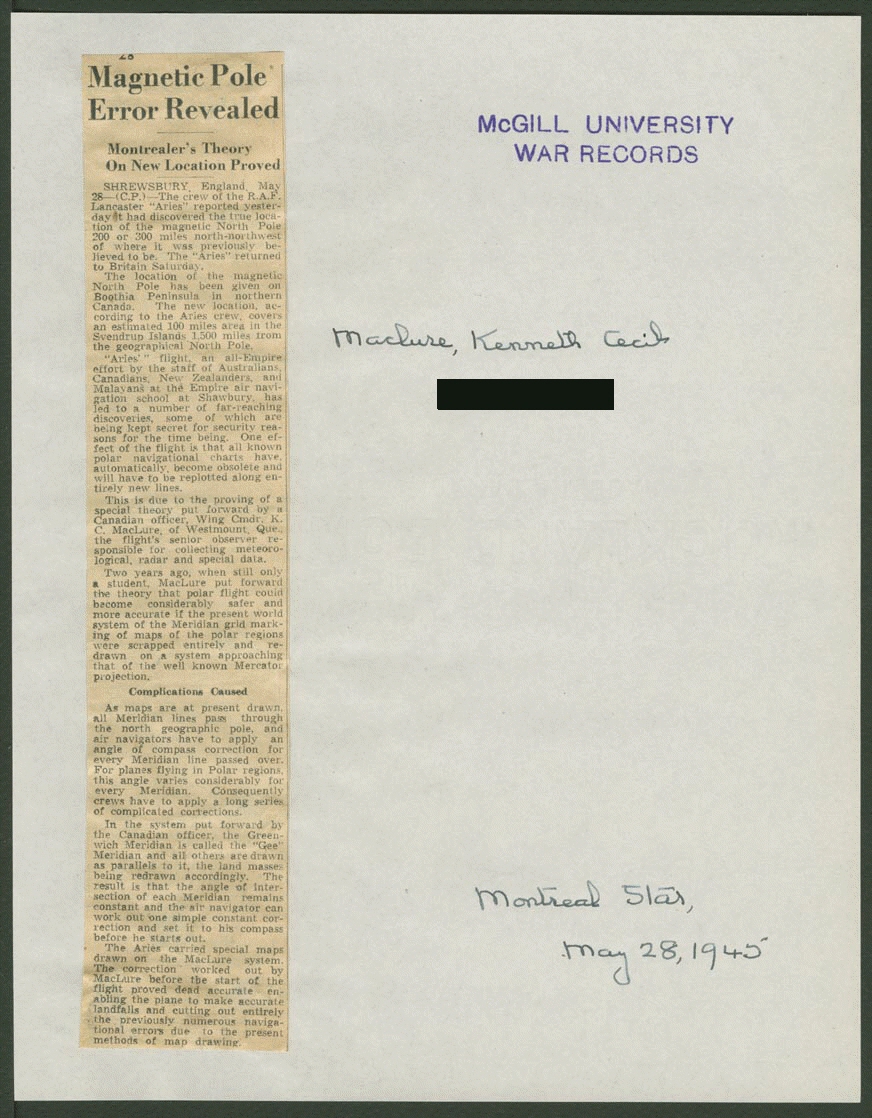 28
Magnetic Pole
Error Revealed
Montrealer's Theory
On New Location Proved
SHREWSBURY, England, May
28—(C.P.)—The crew of the R.A.F.
Lancaster "Aries" reported yester-
day it had discovered the true loca-
tion of the magnetic North Pole
200 or 300 miles north-northwest
of where it was previously be-
lieved to be. The "Aries" returned
to Britain Saturday.
The location of the magnetic
North Pole has been given on
Boothia Peninsula in northern
Canada. The new location, ac-
cording to the Aries crew, covers
an estimated 100 miles area in the
Svendrup Islands 1,500 miles from
the geographical North Pole.
"Aries'" flight, an all-Empire
effort by the staff of Australians,
Canadians, New Zealanders, and
Malayans at the Empire air navi-
gation school at Shawbury, has
led to a number of far-reaching
discoveries, some of which are
being kept secret for security rea-
sons for the time being. One ef-
fect of the flight is that all known
polar navigational charts have,
automatically, become obsolete and
will have to be replotted along en-
tirely new lines.
This is due to the proving of a
special theory put forward by a
Canadian officer, Wing Cmdr. K.
C. MacLure, of Westmount, Que.,
the flight's senior observer re-
sponsible for collecting meteoro-
logical, radar and special data.
Two years ago, when still only
a student, MacLure put forward
the theory that polar flight could
become considerably safer and
more accurate if the present world
system of the Meridian grid mark-
ing of maps of the polar regions
were scrapped entirely and re-
drawn on a system approaching
that of the well known Mercator
projection.
Complications Caused
As maps are at present drawn,
all Meridian lines pass through
the north geographic pole, and
air navigators have to apply an
angle of compass correction for
every Meridian line passed over.
For planes flying in Polar regions,
this angle varies considerably for
every Meridian. Consequently
crews have to apply a long series
of complicated corrections.
In the system put forward by
the Canadian officer, the Green-
wich Meridian is called the "Gee"
Meridian and all others are drawn
as parallels to it, the land masses
being redrawn accordingly. The
result is that the angle of inter-
section of each Meridian remains
constant and the air navigator can
work out one simple constant cor-
rection and set it to his compass
before he starts out.
The Aries carried special maps
drawn on the MacLure system.
The correction worked out by
MacLure before the start of the
flight proved dead accurate en-
abling the plane to make accurate
landfalls and cutting out entirely
the previously numerous naviga-
tional errors due to the present
methods of map drawing.
McGILL UNIVERSITY
WAR RECORDS
Maclure, Kenneth Cecil
Montreal Star,
May 28, 1945